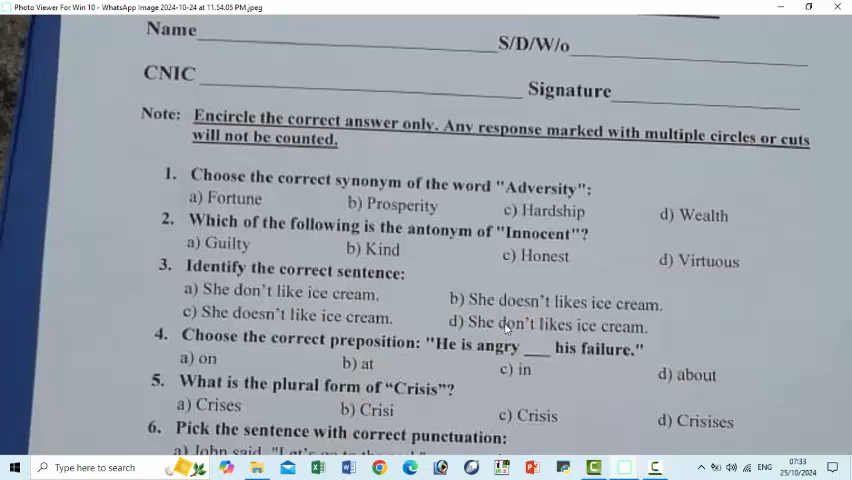 Photo Viewer For Win 10 - WhatsApp Image 2024-10-24 at 11.54.05 PM.jpeg
Name S/D/W/o
CNIC Signature
Note: Encircle the correct answer only. Any response marked with multiple circles or cuts
will not be counted.
1. Choose the correct synonym of the word "Adversity":
a) Fortune b) Prosperity c) Hardship d) Wealth
2. Which of the following is the antonym of "Innocent"?
a) Guilty b) Kind c) Honest d) Virtuous
3. Identify the correct sentence:
a) She don't like ice cream. b) She doesn't likes ice cream.
c) She doesn't like ice cream. d) She don't likes ice cream.
4. Choose the correct preposition: "He is angry ___ his failure."
a) on b) at c) in d) about
5. What is the plural form of “Crisis”?
a) Crises b) Crisi c) Crisis d) Crisises
6. Pick the sentence with correct punctuation:
a) John said, "Let's go to the
Type here to search
ENG
07:33
25/10/2024